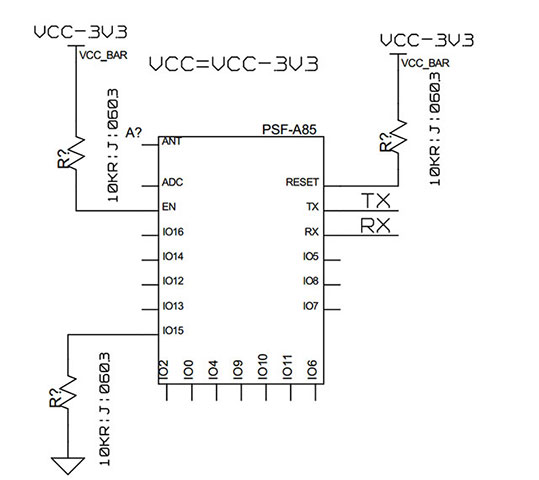 VCC-3V3
VCC_BAR
VCC=VCC-3V3
VCC-3V3
VCC_BAR
R?
10KR:J:0603
R?
10KR:J:0603
A?
PSF-A85
ANT
ADC
EN
IO16
IO14
IO12
IO13
IO15
RESET
TX
RX
IO5
IO8
IO7
TX
RX
IO2
IO0
IO4
IO9
IO10
IO11
IO6
R?
10KR:J:0603